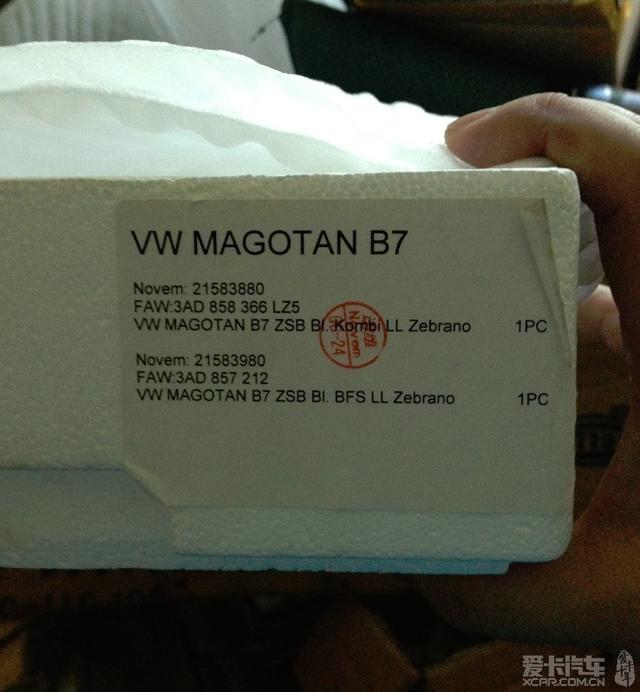 VW MAGOTAN B7
Novem: 21583880
FAW:3AD 858 366 LZ5
VW MAGOTAN B7 ZSB Bl. Kombi LL Zebrano 1PC
Novem
Novem: 21583980
FAW:3AD 857 212
VW MAGOTAN B7 ZSB Bl. BFS LL Zebrano 1PC
爱卡汽车
XCAR.COM.CN